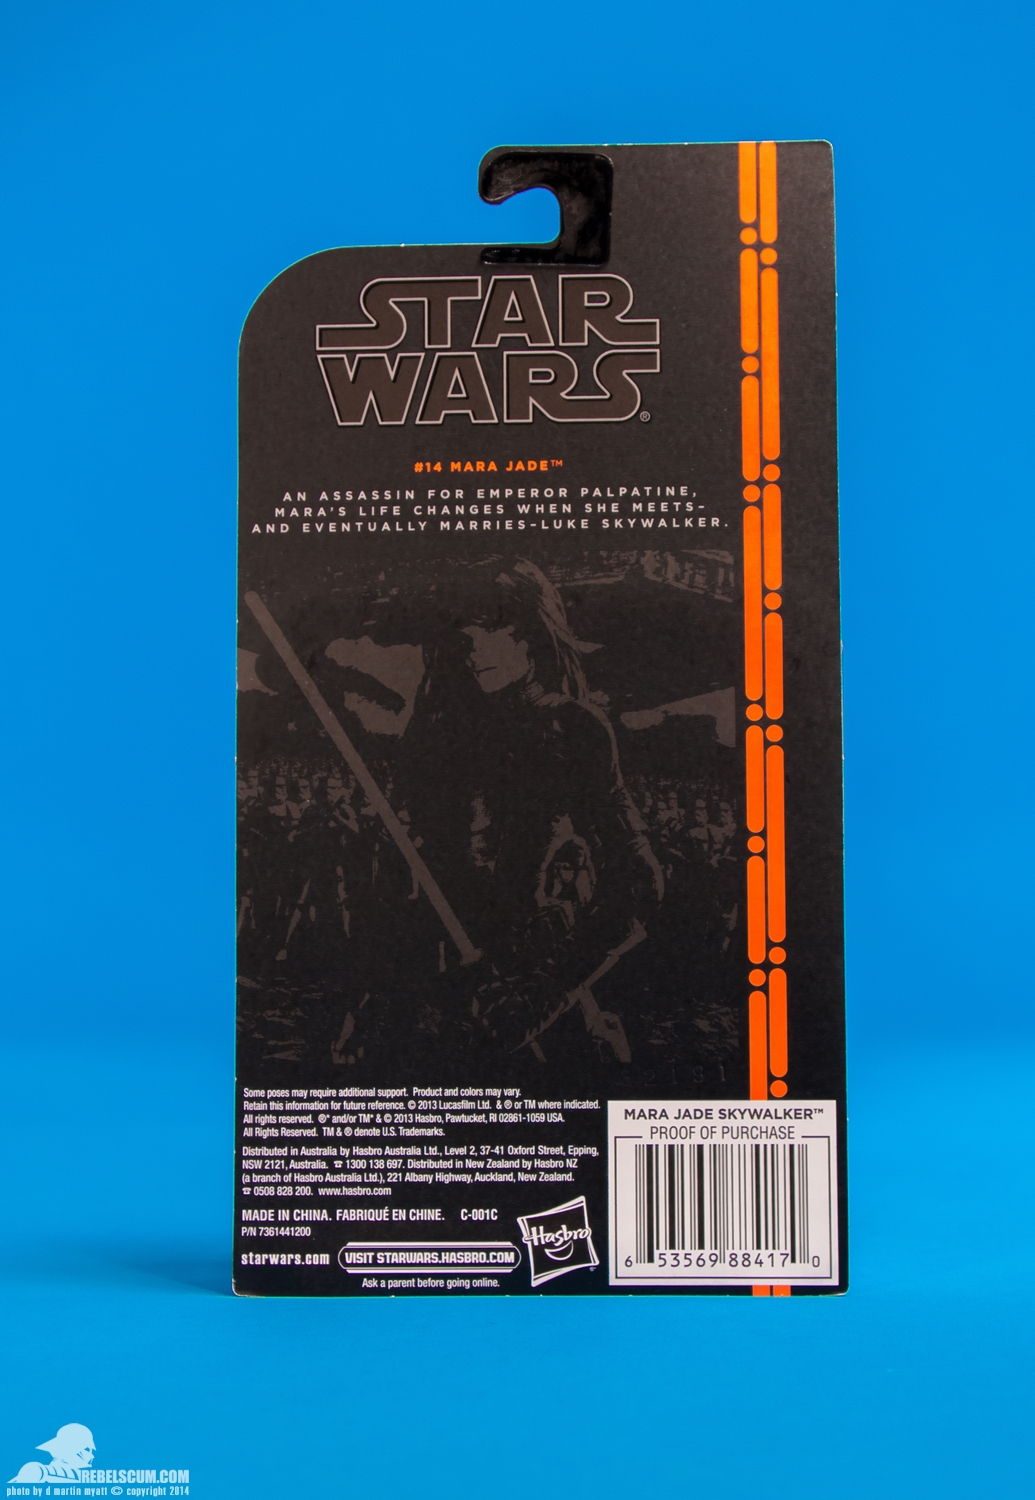 STAR
WARS®
#14 MARA JADE™
AN ASSASSIN FOR EMPEROR PALPATINE,
MARA'S LIFE CHANGES WHEN SHE MEETS-
AND EVENTUALLY MARRIES-LUKE SKYWALKER.
Some poses may require additional support. Product and colors may vary.
Retain this information for future reference. © 2013 Lucasfilm Ltd. & ® or TM where indicated.
All rights reserved. ®* and/or TM* & © 2013 Hasbro, Pawtucket, RI 02861-1059 USA.
All Rights Reserved. TM & ® denote U.S. Trademarks.
Distributed in Australia by Hasbro Australia Ltd., Level 2, 37-41 Oxford Street, Epping,
NSW 2121, Australia. ☎ 1300 138 697. Distributed in New Zealand by Hasbro NZ
(a branch of Hasbro Australia Ltd.), 221 Albany Highway, Auckland, New Zealand.
☎ 0508 828 200. www.hasbro.com
MADE IN CHINA. FABRIQUÉ EN CHINE. C-001C
P/N 7361441200
starwars.com VISIT STARWARS.HASBRO.COM
Ask a parent before going online.
Hasbro
MARA JADE SKYWALKER™
PROOF OF PURCHASE
6 53569 88417 0
REBELSCUM.COM
photo by d martin myatt © copyright 2014